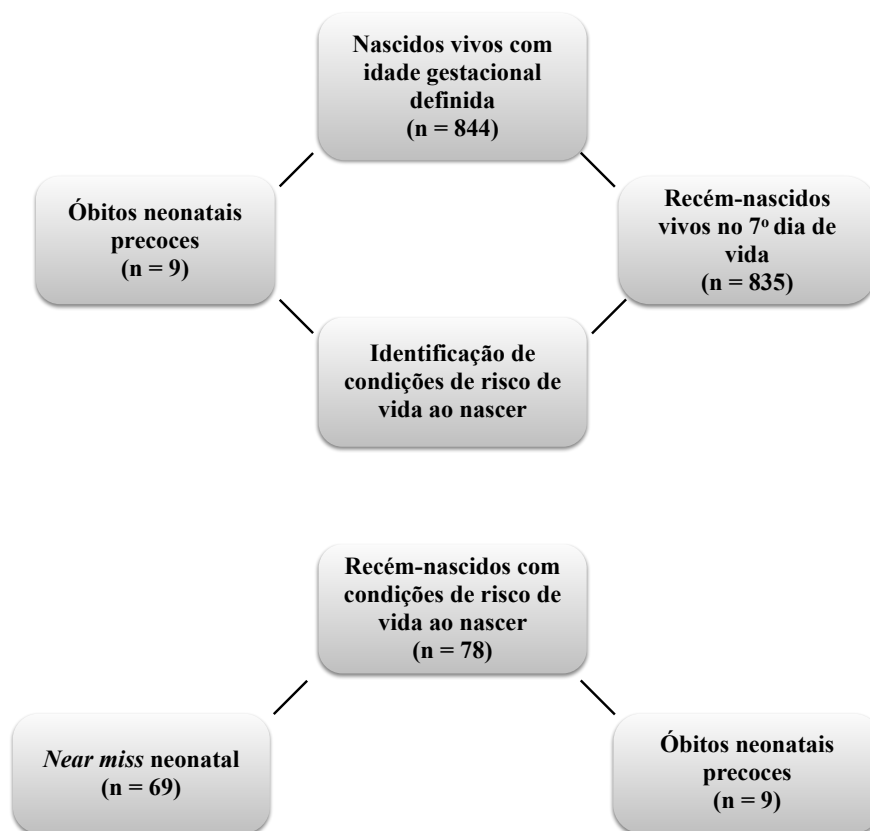 Nascidos vivos com
idade gestacional
definida
(n = 844)
Óbitos neonatais
precoces
(n = 9)
Recém-nascidos
vivos no 7º dia de
vida
(n = 835)
Identificação de
condições de risco de
vida ao nascer
Recém-nascidos com
condições de risco de
vida ao nascer
(n = 78)
Near miss neonatal
(n = 69)
Óbitos neonatais
precoces
(n = 9)